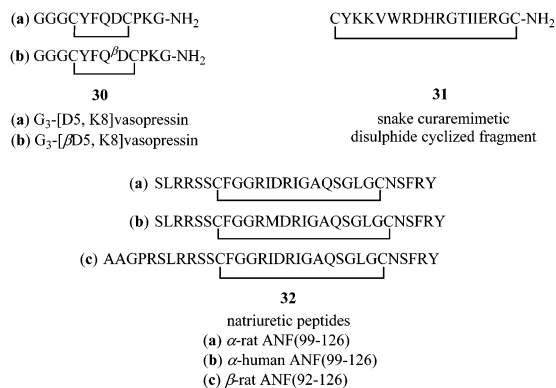 (a) GGGCYFQDCPKG-NH₂
(b) GGGCYFQᵝDCPKG-NH₂
30
(a) G₃-[D5, K8]vasopressin
(b) G₃-[βD5, K8]vasopressin
CYKKVWRDHRGTIIERGC-NH₂
31
snake curaremimetic
disulphide cyclized fragment
(a) SLRRSSCFGGRIDRIGAQSGLGCNSFRY
(b) SLRRSSCFGGRMDRIGAQSGLGCNSFRY
(c) AAGPRSLRRSSCFGGRIDRIGAQSGLGCNSFRY
32
natriuretic peptides
(a) α-rat ANF(99-126)
(b) α-human ANF(99-126)
(c) β-rat ANF(92-126)